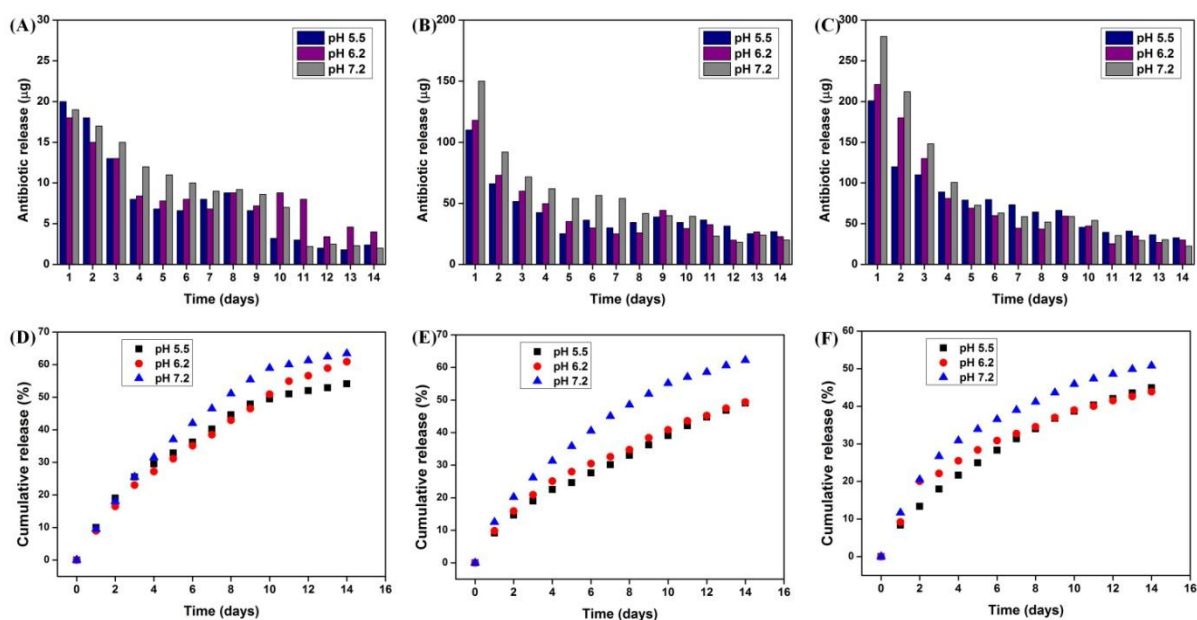 (A)
Antibiotic release (µg)
30
25
20
15
10
5
0
pH 5.5
pH 6.2
pH 7.2
1 2 3 4 5 6 7 8 9 10 11 12 13 14
Time (days)
(B)
Antibiotic release (µg)
200
150
100
50
0
pH 5.5
pH 6.2
pH 7.2
1 2 3 4 5 6 7 8 9 10 11 12 13 14
Time (days)
(C)
Antibiotic release (µg)
300
250
200
150
100
50
0
pH 5.5
pH 6.2
pH 7.2
1 2 3 4 5 6 7 8 9 10 11 12 13 14
Time (days)
(D)
Cumulative release (%)
70
60
50
40
30
20
10
0
pH 5.5
pH 6.2
pH 7.2
0 2 4 6 8 10 12 14 16
Time (days)
(E)
Cumulative release (%)
70
60
50
40
30
20
10
0
pH 5.5
pH 6.2
pH 7.2
0 2 4 6 8 10 12 14 16
Time (days)
(F)
Cumulative release (%)
60
50
40
30
20
10
0
pH 5.5
pH 6.2
pH 7.2
0 2 4 6 8 10 12 14 16
Time (days)